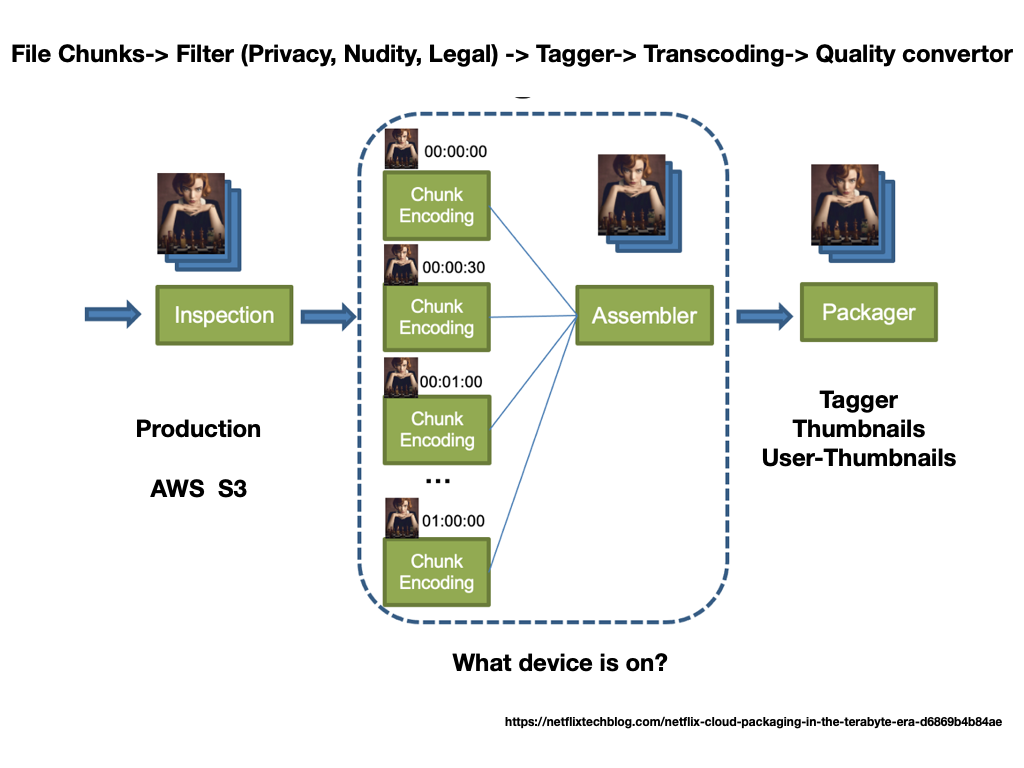 File Chunks-> Filter (Privacy, Nudity, Legal) -> Tagger-> Transcoding-> Quality convertor
00:00:00
Chunk
Encoding
00:00:30
Chunk
Encoding
00:01:00
Chunk
Encoding
...
01:00:00
Chunk
Encoding
Inspection
Assembler
Packager
Production
AWS S3
Tagger
Thumbnails
User-Thumbnails
What device is on?
https://netflixtechblog.com/netflix-cloud-packaging-in-the-terabyte-era-d6869b4b84ae